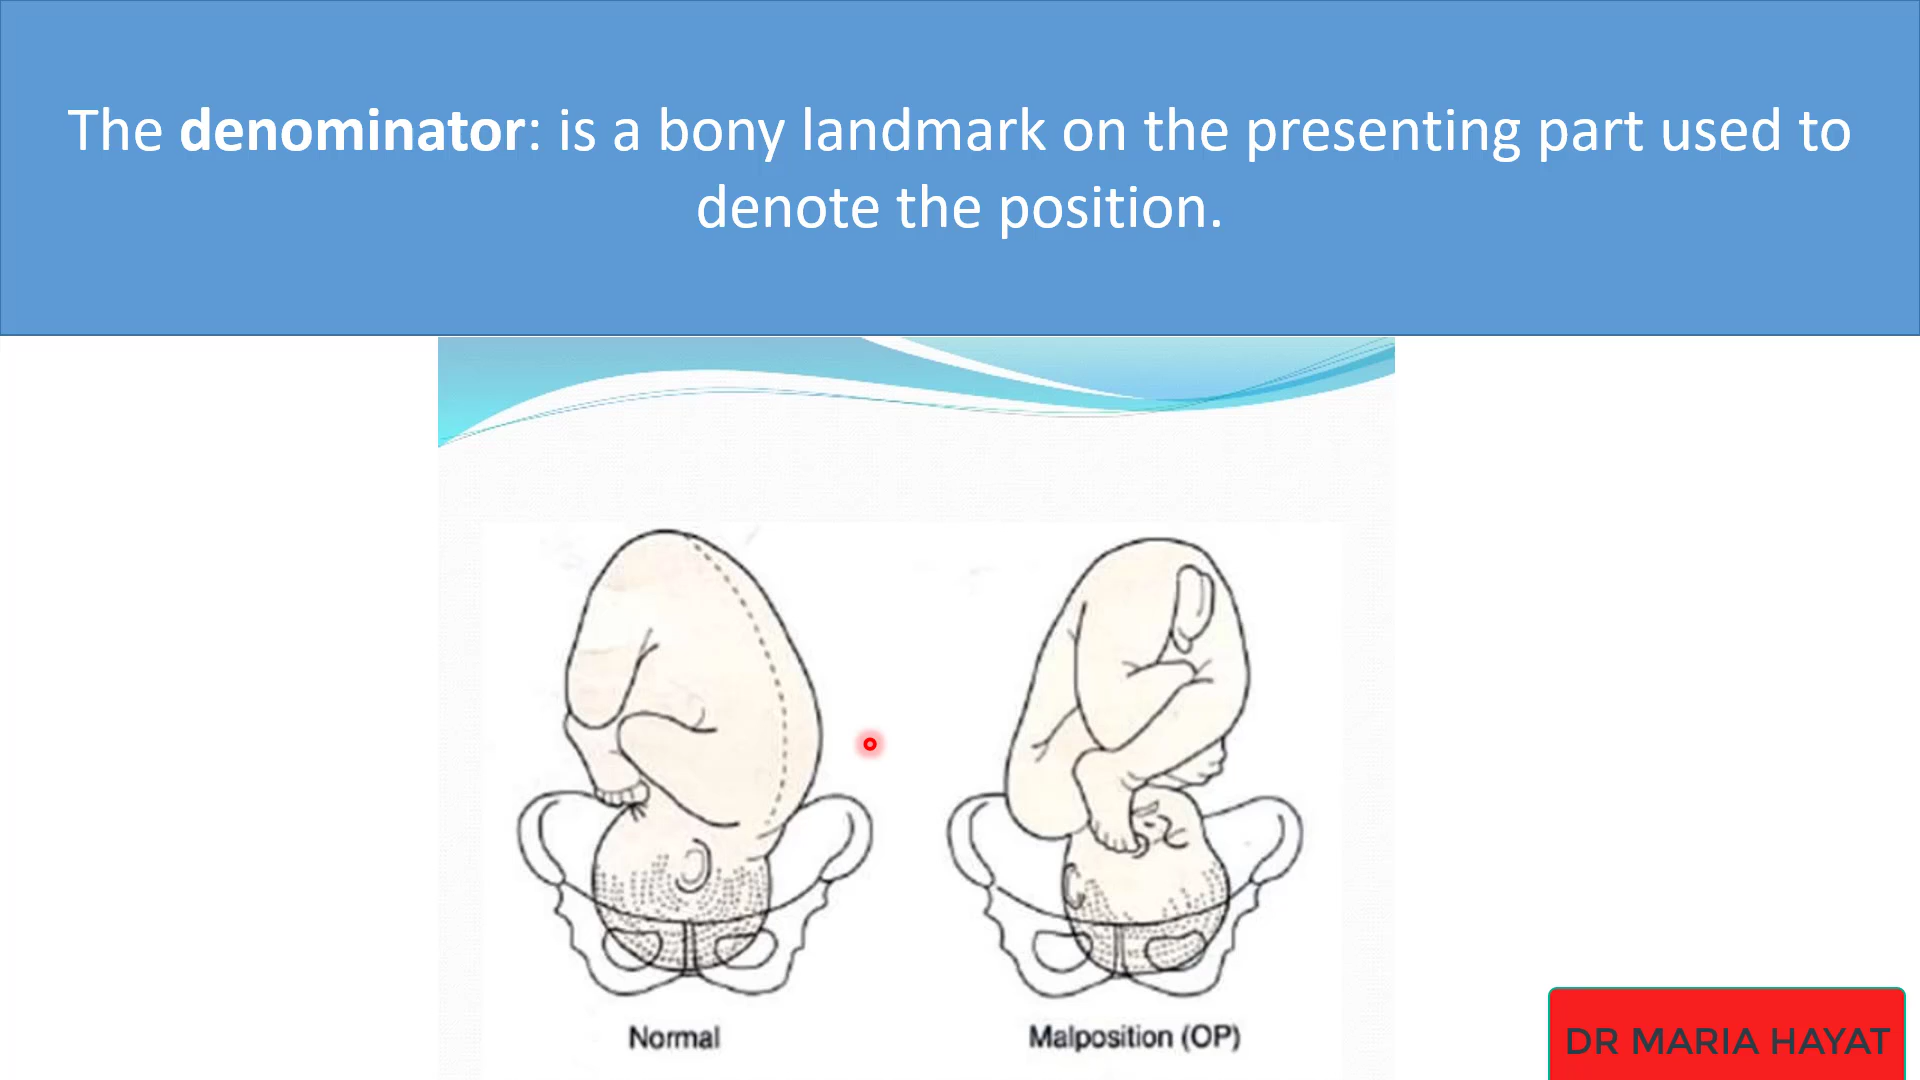 The denominator: is a bony landmark on the presenting part used to
denote the position.
Normal
Malposition (OP)
DR MARIA HAYAT